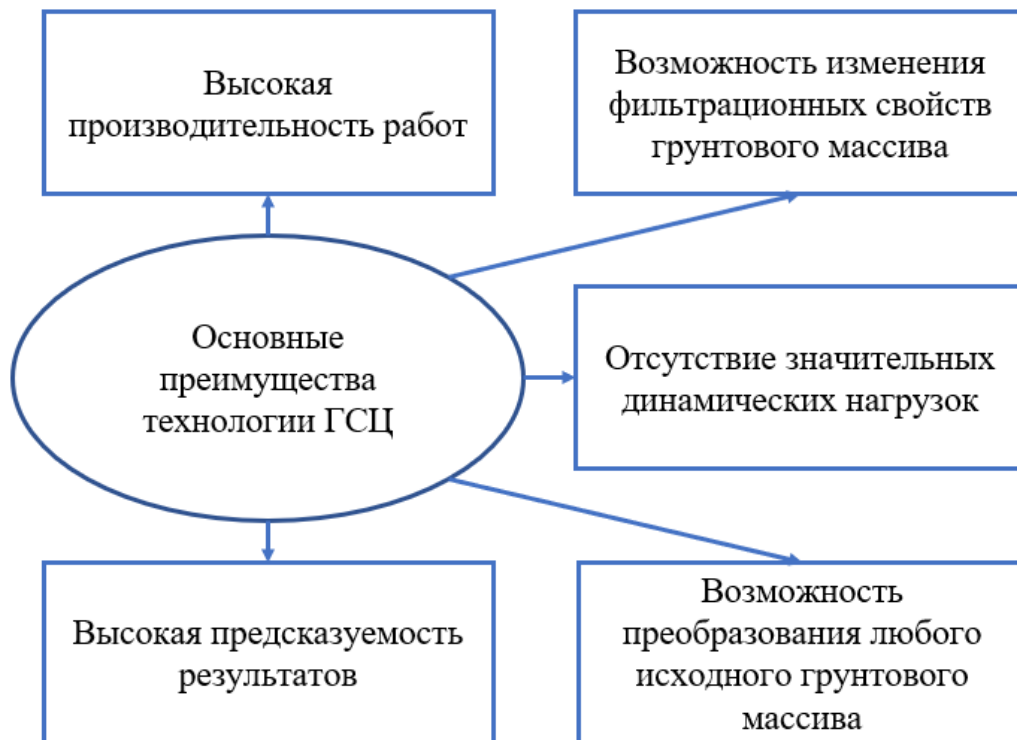 Высокая
производительность работ
Возможность изменения
фильтрационных свойств
грунтового массива
Основные
преимущества
технологии ГСЦ
Отсутствие значительных
динамических нагрузок
Высокая предсказуемость
результатов
Возможность
преобразования любого
исходного грунтового
массива